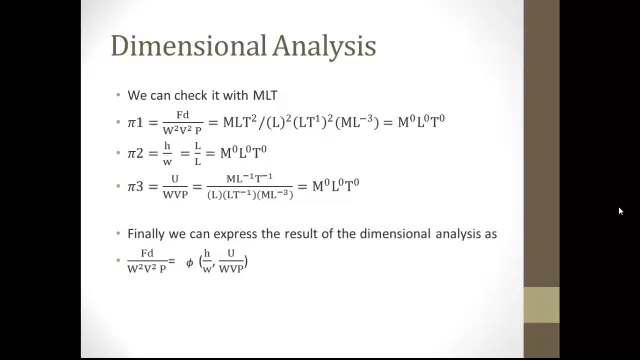 Dimensional Analysis
• We can check it with MLT
• π1 = Fd/W²V² P = MLT²/(L)²(LT¹)²(ML⁻³) = M⁰L⁰T⁰
• π2 = h/w = L/L = M⁰L⁰T⁰
• π3 = U/WVP = ML⁻¹T⁻¹/(L)(LT⁻¹)(ML⁻³) = M⁰L⁰T⁰
• Finally we can express the result of the dimensional analysis as
• Fd/W²V² P = ϕ (h/w, U/WVP)